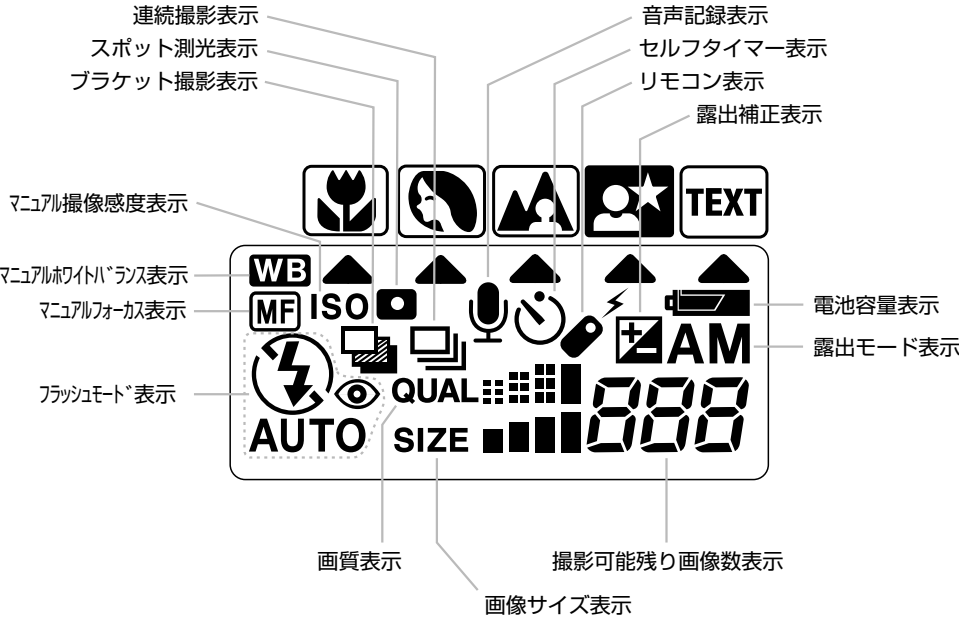 連続撮影表示
音声記録表示
スポット測光表示
セルフタイマー表示
ブラケット撮影表示
リモコン表示
露出補正表示
TEXT
ﾏﾆｭｱﾙ撮像感度表示
WB
ﾏﾆｭｱﾙﾎﾜｲﾄﾊﾞﾗﾝｽ表示
MF
ISO
ﾏﾆｭｱﾙﾌｫｰｶｽ表示
電池容量表示
AM
露出モード表示
ﾌﾗｯｼｭﾓｰﾄﾞ表示
QUAL
888
AUTO
SIZE
画質表示
撮影可能残り画像数表示
画像サイズ表示